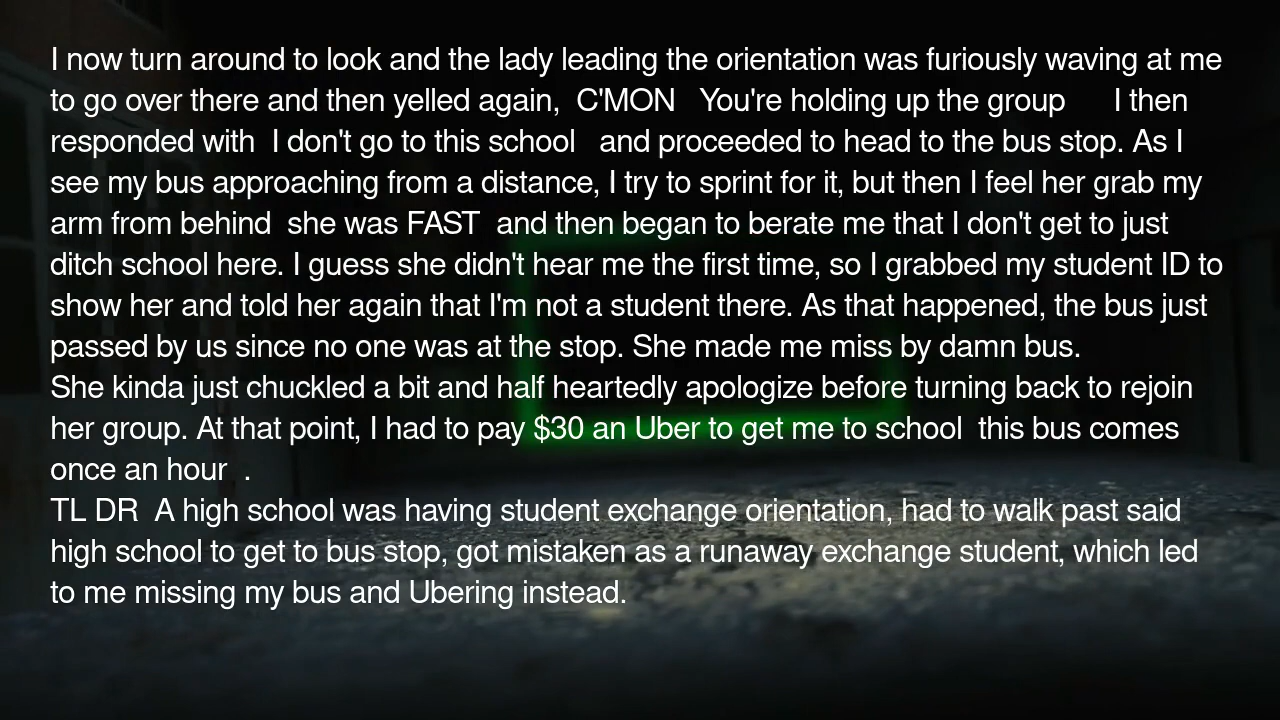 I now turn around to look and the lady leading the orientation was furiously waving at me
to go over there and then yelled again,  C'MON   You're holding up the group      I then
responded with  I don't go to this school   and proceeded to head to the bus stop. As I
see my bus approaching from a distance, I try to sprint for it, but then I feel her grab my
arm from behind  she was FAST  and then began to berate me that I don't get to just
ditch school here. I guess she didn't hear me the first time, so I grabbed my student ID to
show her and told her again that I'm not a student there. As that happened, the bus just
passed by us since no one was at the stop. She made me miss by damn bus.
She kinda just chuckled a bit and half heartedly apologize before turning back to rejoin
her group. At that point, I had to pay $30 an Uber to get me to school  this bus comes
once an hour  .
TL DR  A high school was having student exchange orientation, had to walk past said
high school to get to bus stop, got mistaken as a runaway exchange student, which led
to me missing my bus and Ubering instead.